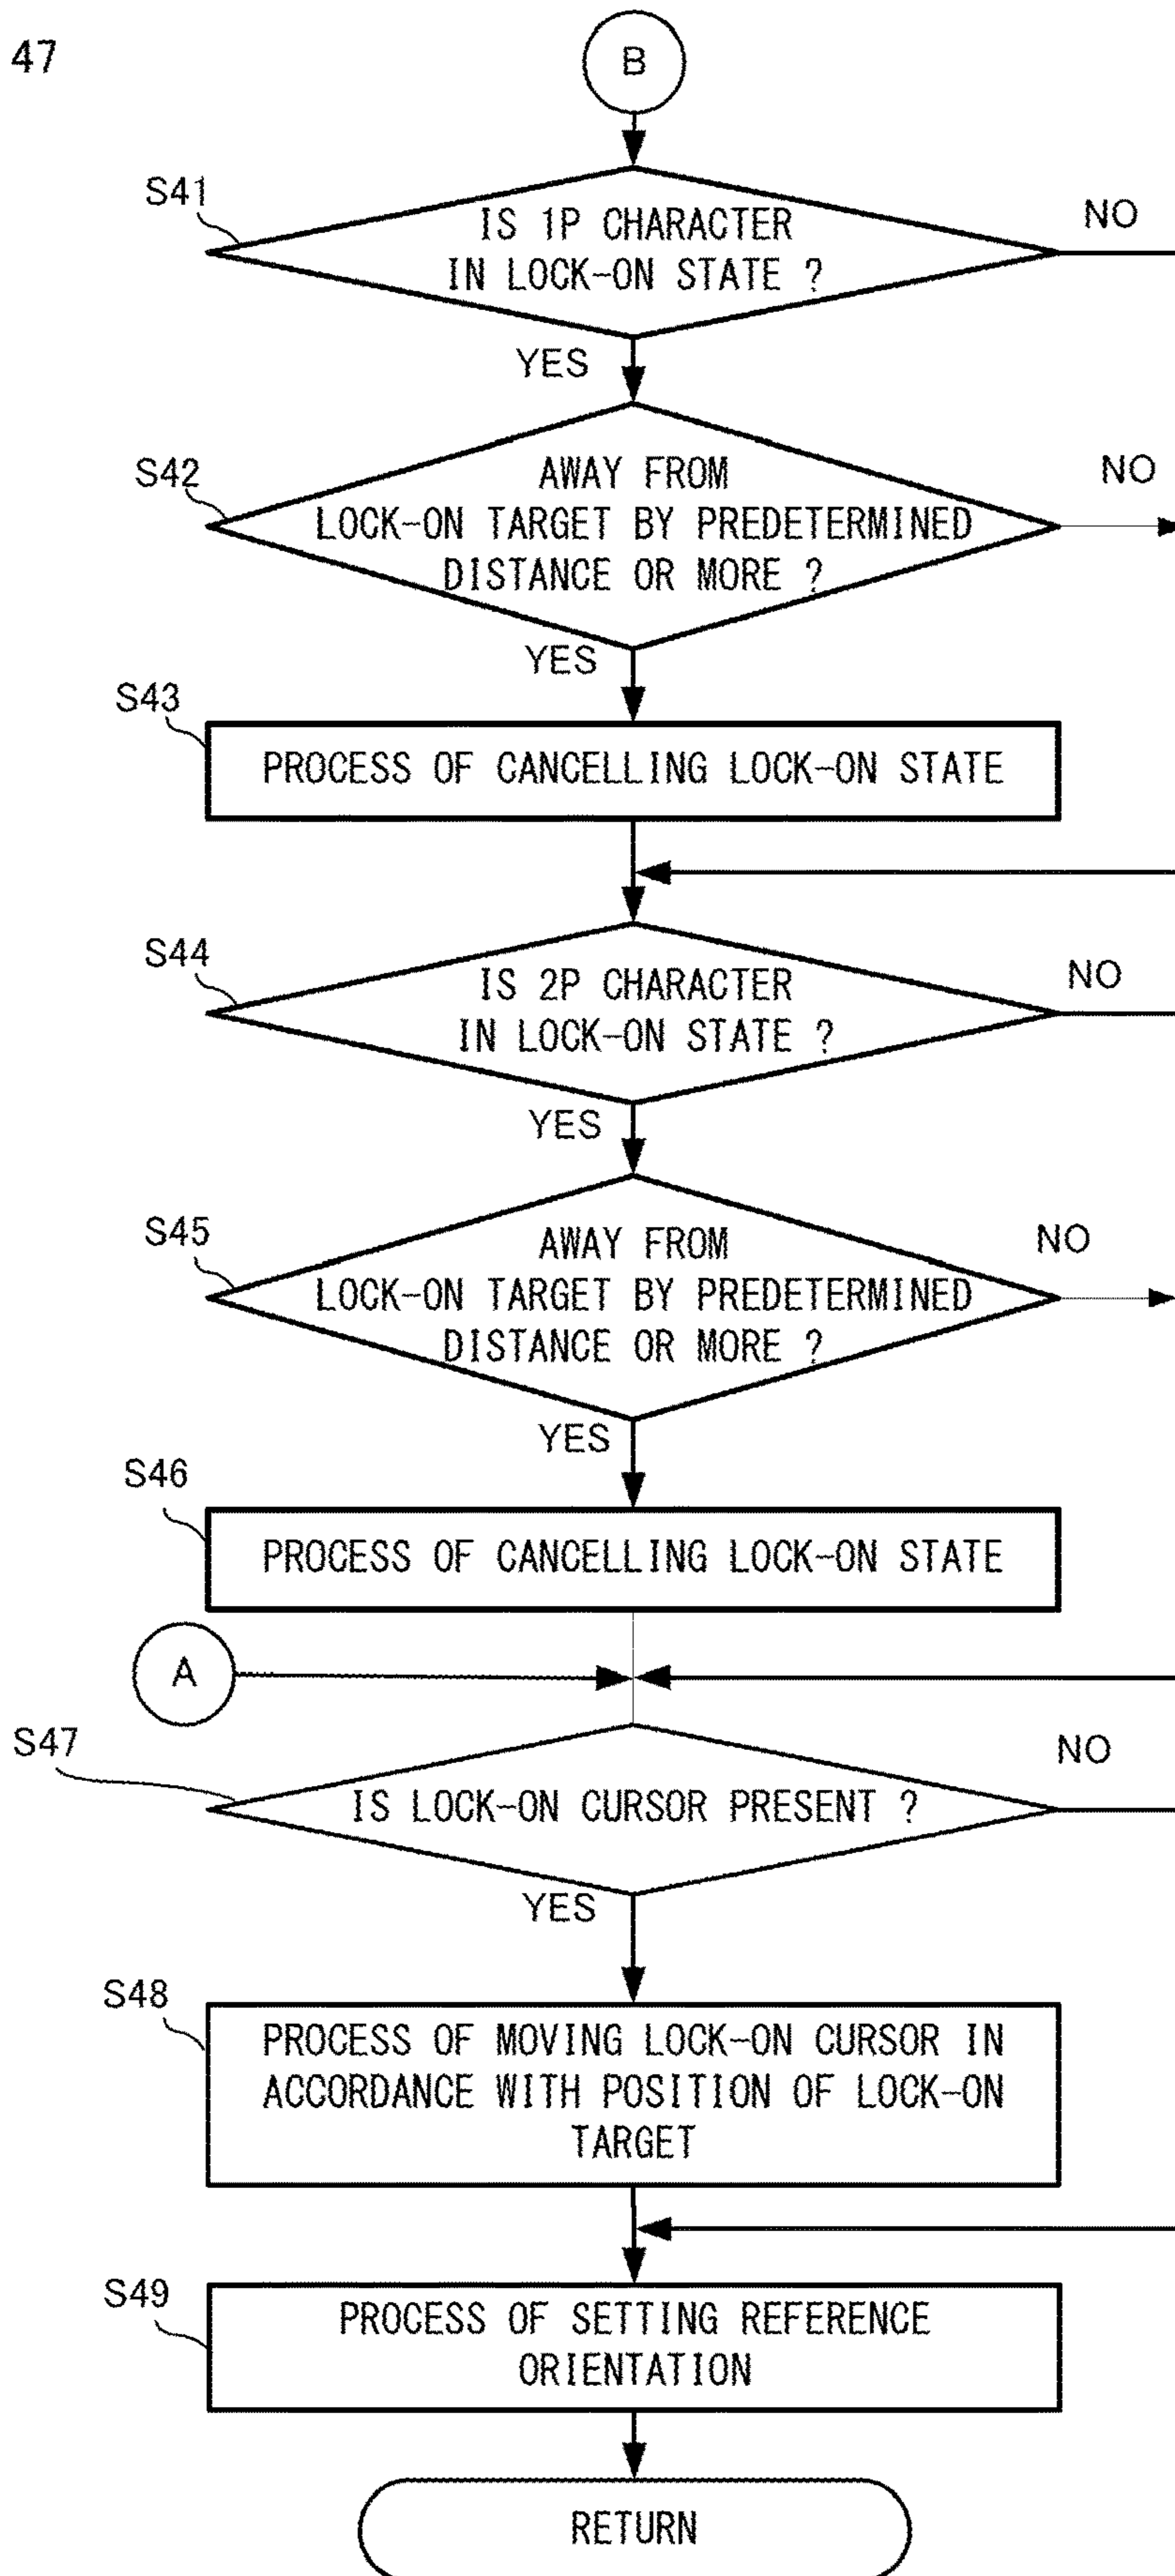 47
B
S41
IS 1P CHARACTER
IN LOCK-ON STATE ?
NO
YES
S42
AWAY FROM
LOCK-ON TARGET BY PREDETERMINED
DISTANCE OR MORE ?
NO
YES
S43
PROCESS OF CANCELLING LOCK-ON STATE
S44
IS 2P CHARACTER
IN LOCK-ON STATE ?
NO
YES
S45
AWAY FROM
LOCK-ON TARGET BY PREDETERMINED
DISTANCE OR MORE ?
NO
YES
S46
PROCESS OF CANCELLING LOCK-ON STATE
A
S47
IS LOCK-ON CURSOR PRESENT ?
NO
YES
S48
PROCESS OF MOVING LOCK-ON CURSOR IN
ACCORDANCE WITH POSITION OF LOCK-ON
TARGET
S49
PROCESS OF SETTING REFERENCE
ORIENTATION
RETURN